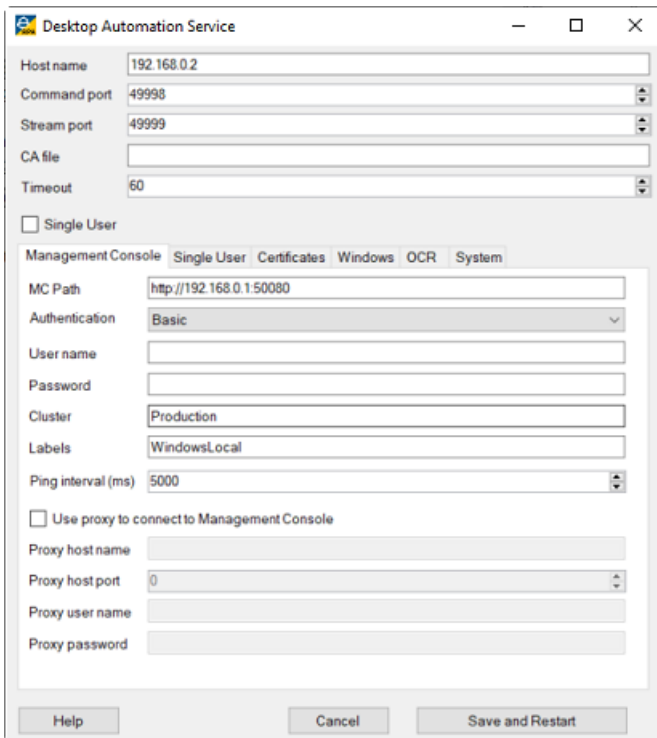 Desktop Automation Service
Host name 192.168.0.2
Command port 49998
Stream port 49999
CA file
Timeout 60
Single User
Management Console Single User Certificates Windows OCR System
MC Path http://192.168.0.1:50080
Authentication Basic
User name
Password
Cluster Production
Labels WindowsLocal
Ping interval (ms) 5000
Use proxy to connect to Management Console
Proxy host name
Proxy host port 0
Proxy user name
Proxy password
Help Cancel Save and Restart